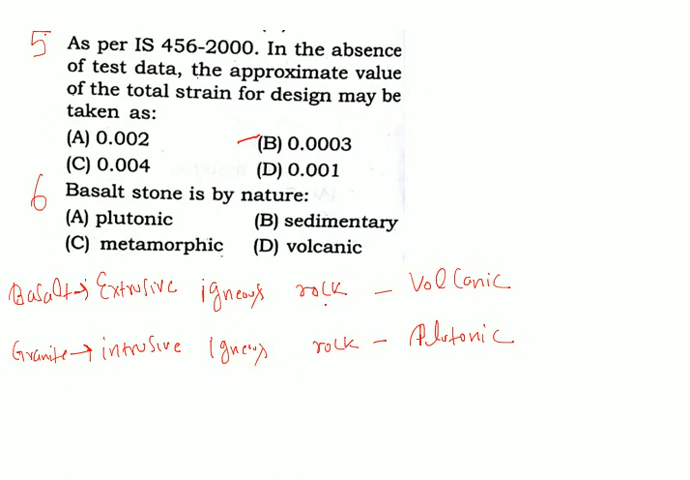 5 As per IS 456-2000. In the absence
of test data, the approximate value
of the total strain for design may be
taken as:
(A) 0.002 (B) 0.0003
(C) 0.004 (D) 0.001
6 Basalt stone is by nature:
(A) plutonic (B) sedimentary
(C) metamorphic (D) volcanic
Basalt → Extrusive igneous rock – Volcanic
Granite → intrusive Igneous rock – Plutonic